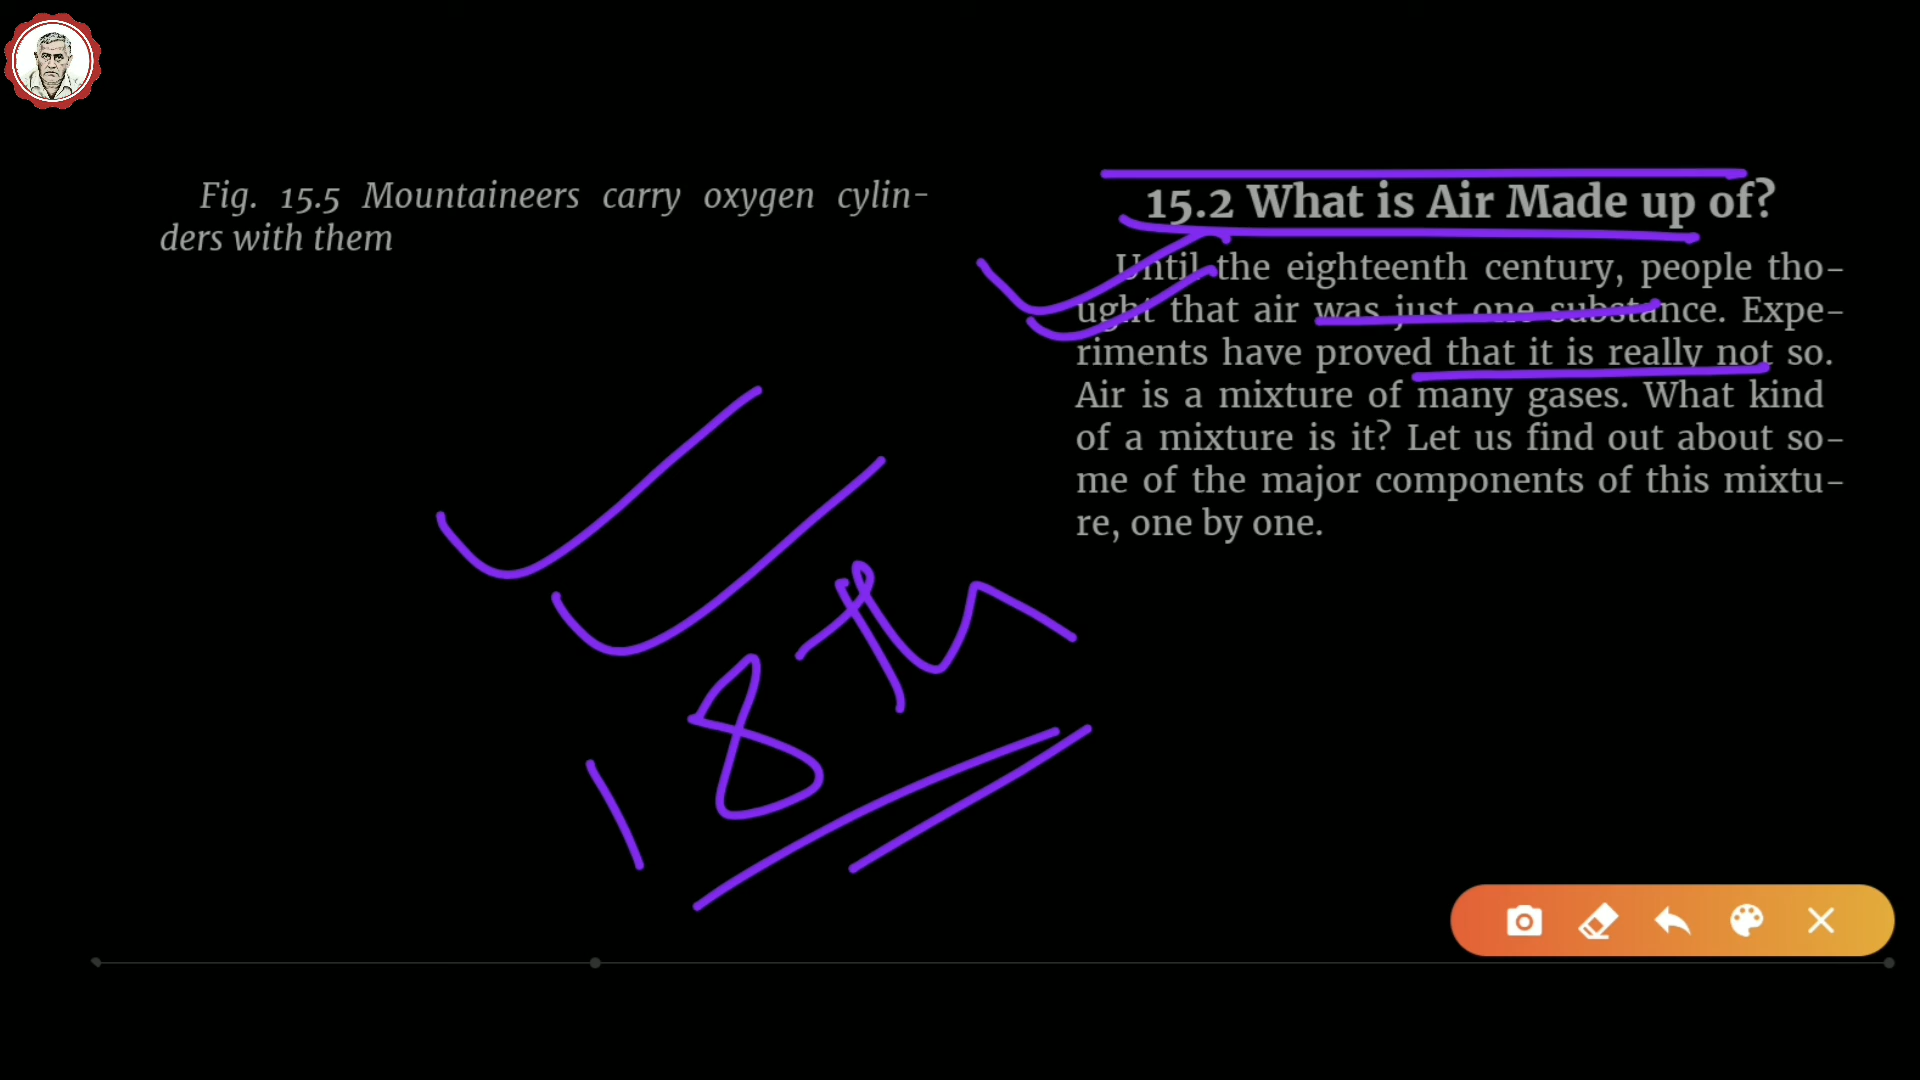 Fig. 15.5 Mountaineers carry oxygen cylin-
ders with them
15.2 What is Air Made up of?
Until the eighteenth century, people tho-
ught that air was just one substance. Expe-
riments have proved that it is really not so.
Air is a mixture of many gases. What kind
of a mixture is it? Let us find out about so-
me of the major components of this mixtu-
re, one by one.
18th